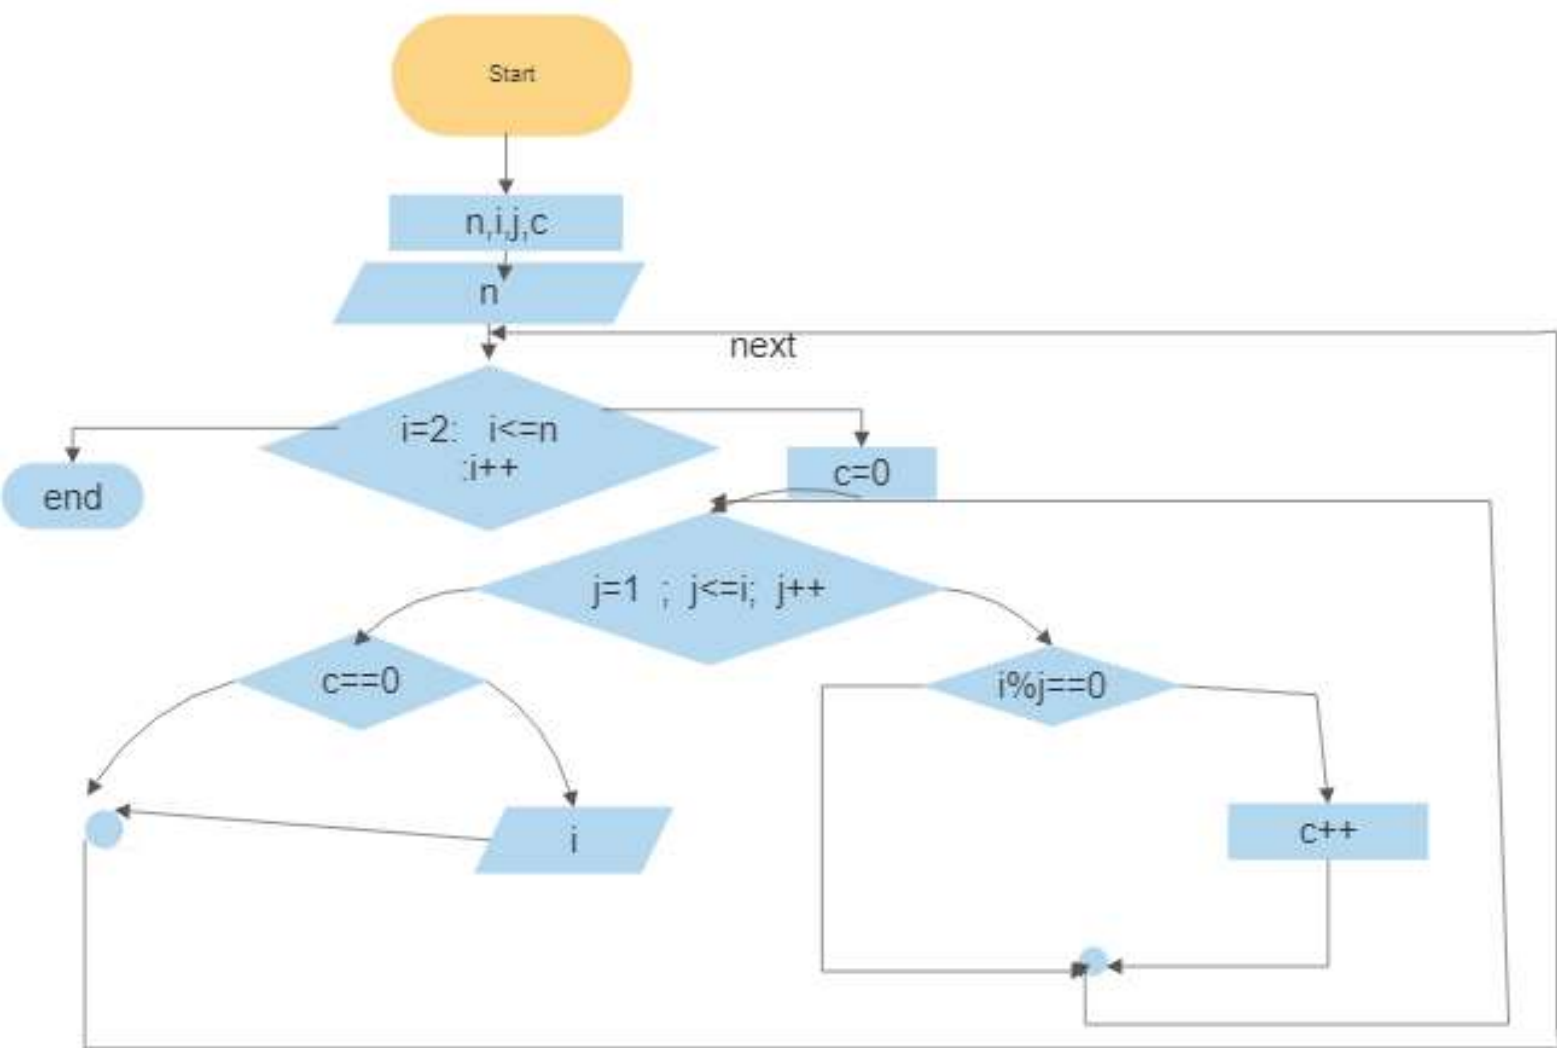 Start
n,i,j,c
n
next
i=2: i<=n
:i++
end
c=0
j=1 ; j<=i; j++
c==0
i%j==0
i
c++